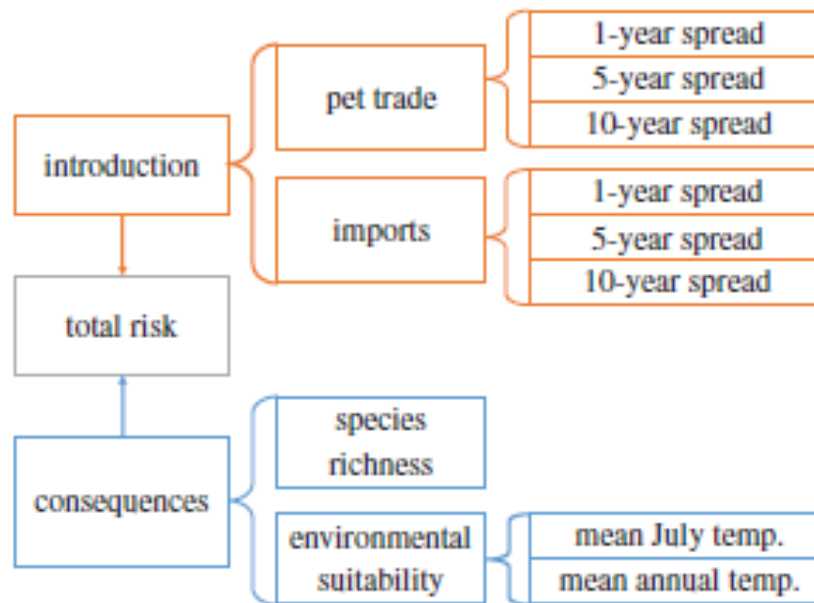 introduction
pet trade
1-year spread
5-year spread
10-year spread
imports
1-year spread
5-year spread
10-year spread
total risk
consequences
species
richness
environmental
suitability
mean July temp.
mean annual temp.